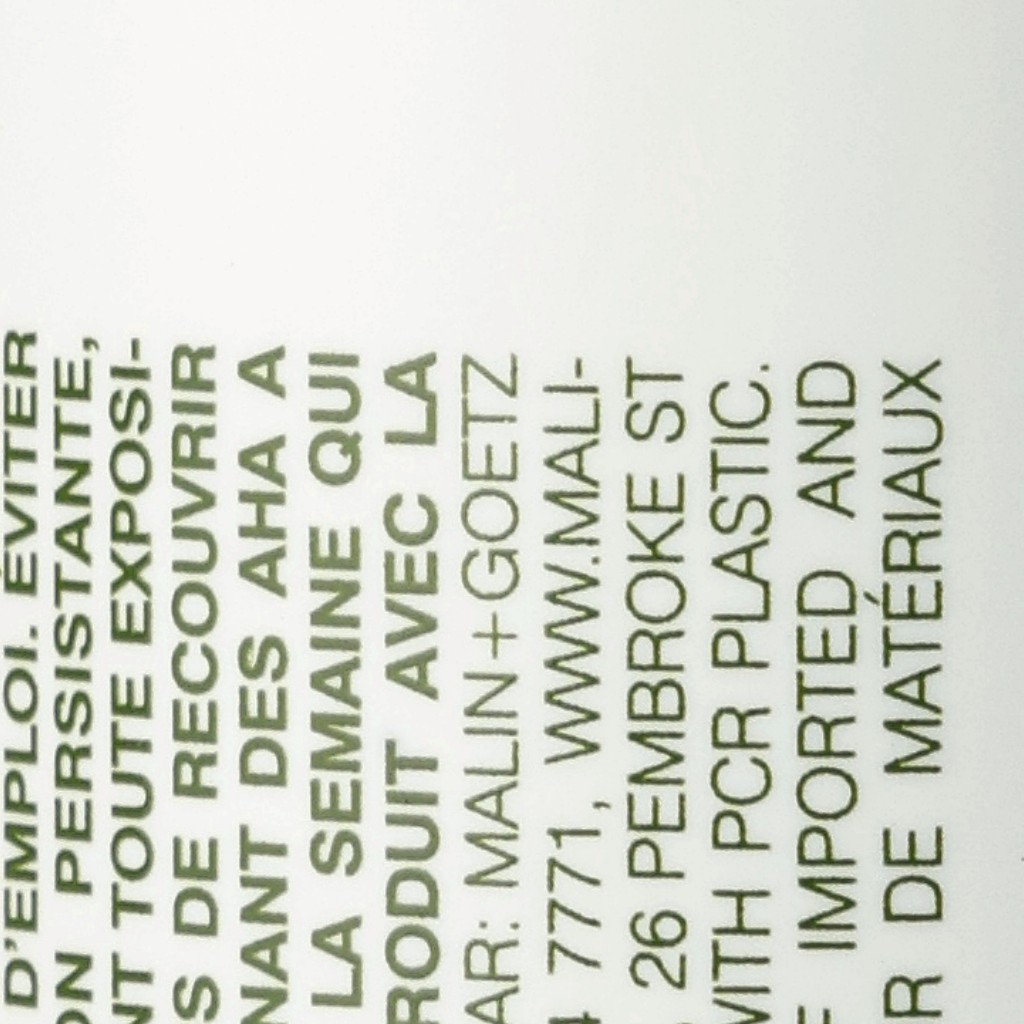 D'EMPLOI. ÉVITER
ON PERSISTANTE,
NT TOUTE EXPOSI-
S DE RECOUVRIR
NANT DES AHA A
LA SEMAINE QUI
RODUIT AVEC LA
AR: MALIN+GOETZ
7771, WWW.MALI-
26 PEMBROKE ST
WITH PCR PLASTIC.
IMPORTED AND
R DE MATÉRIAUX